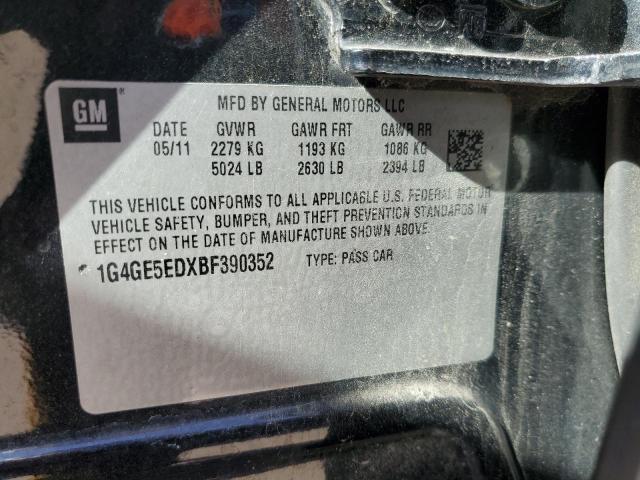 GM
MFD BY GENERAL MOTORS LLC
DATE GVWR GAWR FRT GAWR RR
05/11 2279 KG 1193 KG 1086 KG
5024 LB 2630 LB 2394 LB
THIS VEHICLE CONFORMS TO ALL APPLICABLE U.S. FEDERAL MOTOR
VEHICLE SAFETY, BUMPER, AND THEFT PREVENTION STANDARDS IN
EFFECT ON THE DATE OF MANUFACTURE SHOWN ABOVE.
1G4GE5EDXBF390352 TYPE: PASS CAR